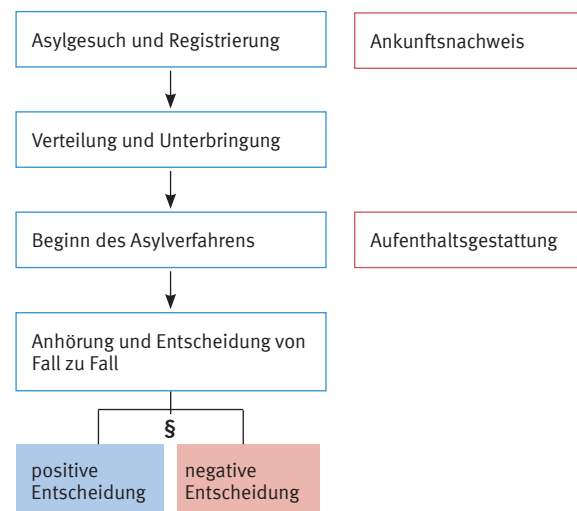 Asylgesuch und Registrierung
Ankunftsnachweis
Verteilung und Unterbringung
Beginn des Asylverfahrens
Aufenthaltsgestattung
Anhörung und Entscheidung von
Fall zu Fall
§
positive
Entscheidung
negative
Entscheidung